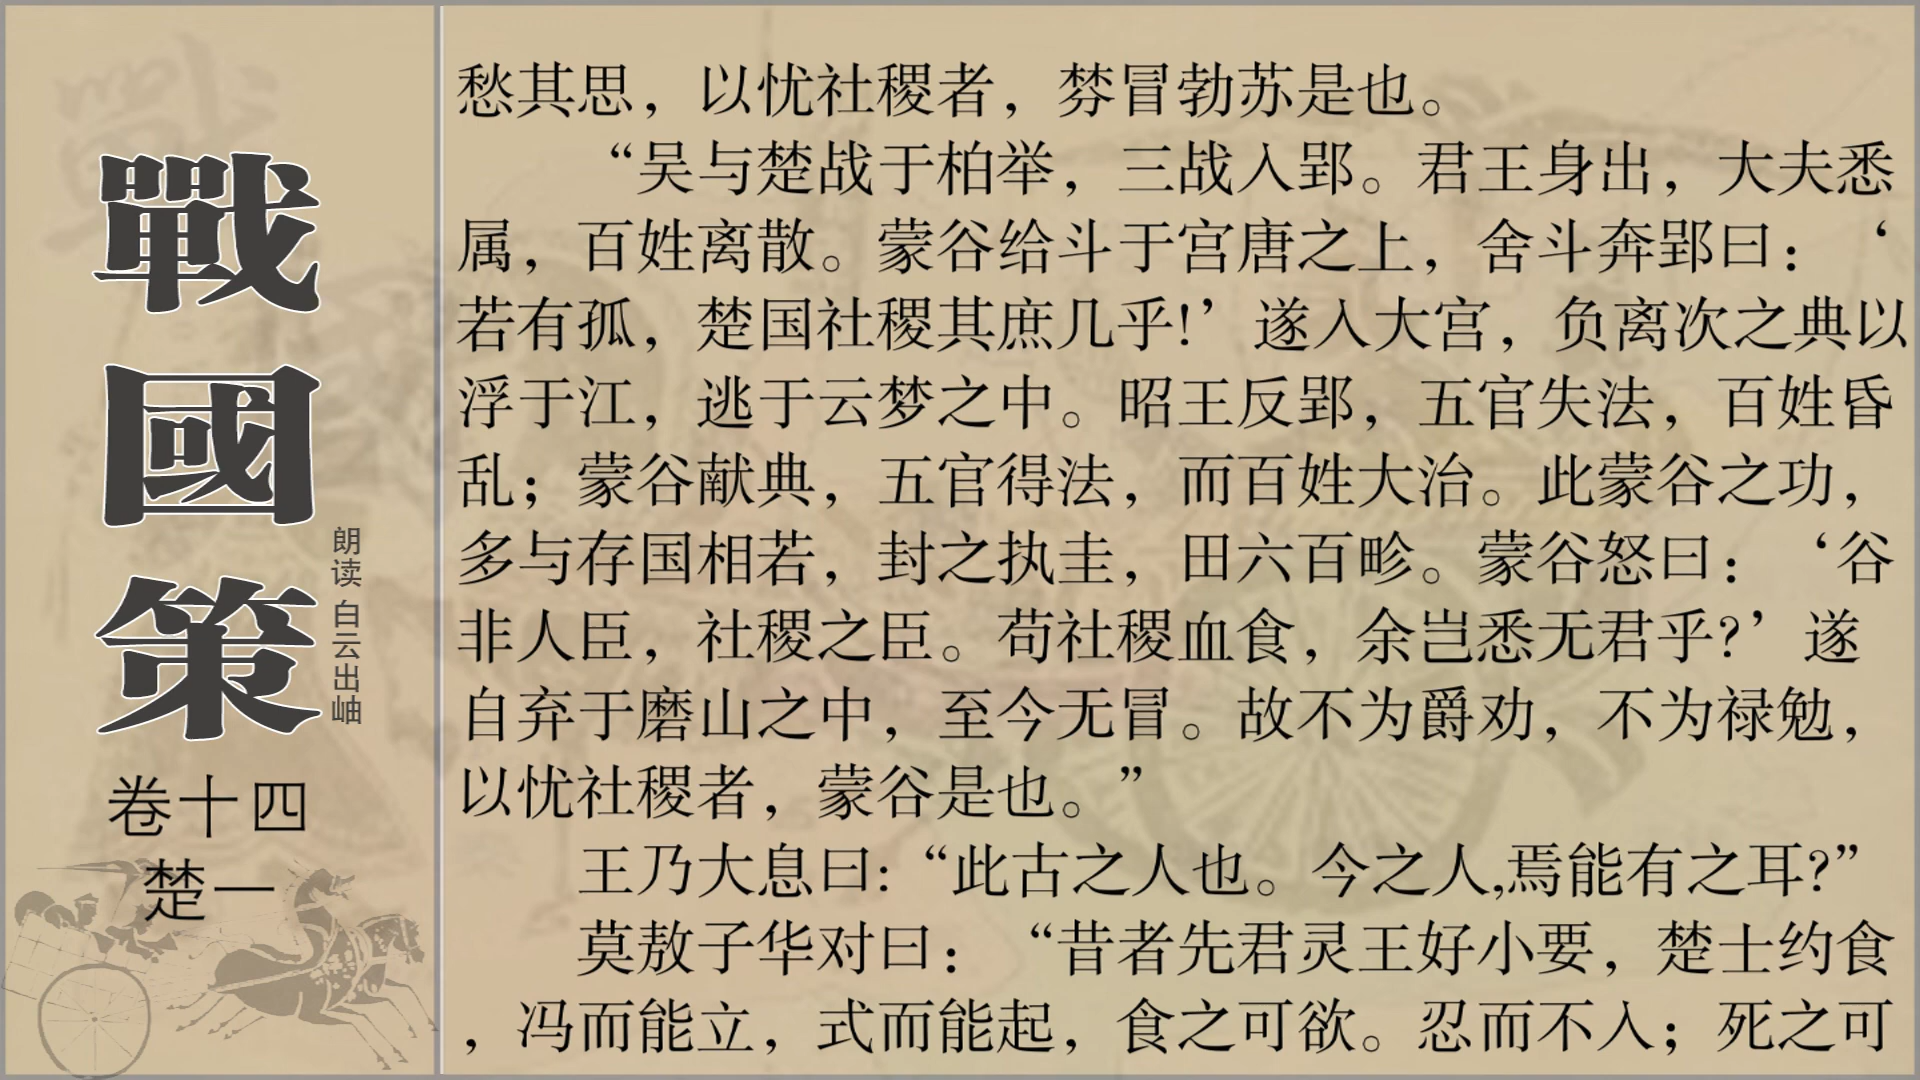 戰國策
朗读 白云出岫
卷十四
楚一
愁其思，以忧社稷者，棼冒勃苏是也。
“吴与楚战于柏举，三战入郢。君王身出，大夫悉
属，百姓离散。蒙谷给斗于宫唐之上，舍斗奔郢曰：‘
若有孤，楚国社稷其庶几乎!’遂入大宫，负离次之典以
浮于江，逃于云梦之中。昭王反郢，五官失法，百姓昏
乱；蒙谷献典，五官得法，而百姓大治。此蒙谷之功，
多与存国相若，封之执圭，田六百畛。蒙谷怒曰：‘谷
非人臣，社稷之臣。苟社稷血食，余岂悉无君乎?’遂
自弃于磨山之中，至今无冒。故不为爵劝，不为禄勉，
以忧社稷者，蒙谷是也。”
王乃大息曰:“此古之人也。今之人,焉能有之耳?”
莫敖子华对曰：“昔者先君灵王好小要，楚士约食
，冯而能立，式而能起，食之可欲。忍而不入；死之可